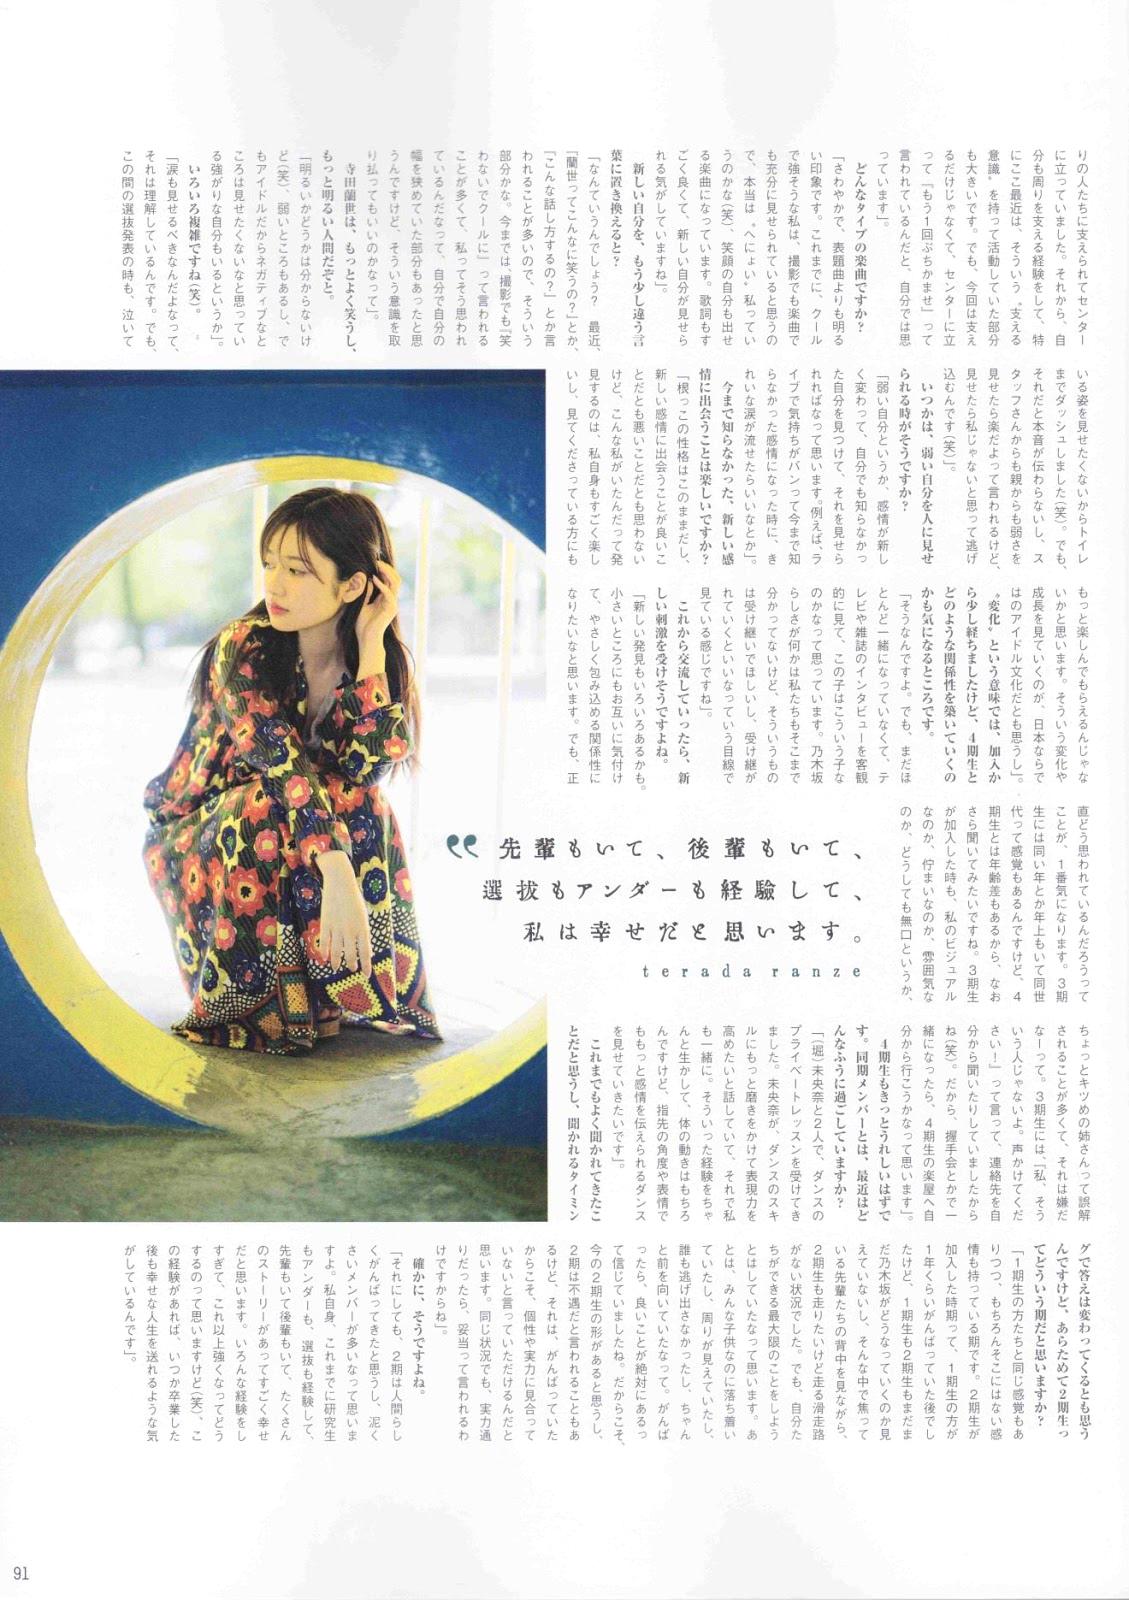 りの人たちに支えられてセンター
に立っていました。それから、自
分も周りを支える経験をして、特
にここ最近は、そういう〝支える
意識〟を持って活動していた部分
も大きいです。でも、今回は支え
るだけじゃなくて、センターに立
って『もう1回ぶちかませ』って
言われているんだと、自分では思
っています」。
どんなタイプの楽曲ですか?
「さわやかで、表題曲よりも明る
い印象です。これまでに、クール
で強そうな私は、撮影でも楽曲で
も充分に見せられていると思うの
で、本当は〝へにょい〟私ってい
うのかな(笑)、笑顔の自分も出せ
る楽曲になっています。歌詞もす
ごく良くて、新しい自分が見せら
れる気がしていますね」。
新しい自分を、もう少し違う言
葉に置き換えると?
「なんていうんでしょう? 最近、
『蘭世ってこんなに笑うの?』とか、
『こんな話し方するの?』とか言
われることが多いので、そういう
部分かな。今までは、撮影でも『笑
わないでクールに』って言われる
ことが多くて、私ってそう思われ
ているんだなって、自分で自分の
幅を狭めていた部分もあったと思
うんですけど、そういう意識を取
り払ってもいいのかなって」。
寺田蘭世は、もっとよく笑うし、
もっと明るい人間だぞと。
「明るいかどうかは分からないけ
ど(笑)、弱いところもあるし、で
もアイドルだからネガティブなと
ころは見せたくないなと思ってい
る強がりな自分もいるというか」。
いろいろ複雑ですね(笑)。
「涙も見せるべきなんだよなって、
それは理解しているんです。でも、
この間の選抜発表の時も、泣いて
いる姿を見せたくないからトイレ
までダッシュしました(笑)。でも、
それだと本音が伝わらないし、ス
タッフさんからも親からも弱さを
見せたら楽だよって言われるけど、
見せたら私じゃないと思って逃げ
込むんです(笑)」。
いつかは、弱い自分を人に見せ
られる時がそうですか?
「弱い自分というか、感情が新し
く変わって、自分でも知らなかっ
た自分を見つけて、それを見せら
れればなって思います。例えば、ラ
イブで気持ちがバンって今まで知
らなかった感情になった時に、き
れいな涙が流せたらいいなとか」。
今まで知らなかった、新しい感
情に出会うことは楽しいですか?
「根っこの性格はこのままだし、
新しい感情に出会うことが良いこ
とだとも悪いことだとも思わない
けど、こんな私がいたんだって発
見するのは、私自身もすごく楽し
いし、見てくださっている方にも
もっと楽しんでもらえるんじゃな
いかと思います。そういう変化や
成長を見ていくのが、日本ならで
はのアイドル文化だとも思うし」。
〝変化〟という意味では、加入か
ら少し経ちましたけど、4期生と
どのような関係性を築いていくの
かも気になるところです。
「そうなんですよ。でも、まだほ
とんど一緒になっていなくて、テ
レビや雑誌のインタビューを客観
的に見て、この子はこういう子な
のかなって思っています。乃木坂
らしさが何かは私たちもそこまで
分かってないけど、そういうもの
は受け継いでほしいし、受け継が
れていくといいなっていう目線で
見ている感じですね」。
これから交流していったら、新
しい刺激を受けそうですよね。
「新しい発見もいろいろあるかも。
小さいところにもお互いに気付け
て、やさしく包み込める関係性に
なりたいなと思います。でも、正
直どう思われているんだろうって
ことが、1番気になります。3期
生には同い年とか年上もいて同世
代って感覚もあるんですけど、4
期生とは年齢差もあるから、なお
さら聞いてみたいですね。3期生
が加入した時も、私のビジュアル
なのか、佇まいなのか、雰囲気な
のか、どうしても無口というか、
ちょっとキツめの姉さんって誤解
されることが多くて、それは嫌だ
なーって。3期生には、『私、そう
いう人じゃないよ。声かけてくだ
さい!』って言って、連絡先を自
分から聞いたりしていましたから
ね(笑)。だから、握手会とかで一
緒になったら、4期生の楽屋へ自
分から行こうかなって思います」。
4期生もきっとうれしいはずで
す。同期メンバーとは、最近はど
んなふうに過ごしていますか?
「(堀)未央奈と2人で、ダンスの
プライベートレッスンを受けてき
ました。未央奈が、ダンスのスキ
ルにもっと磨きをかけて表現力を
高めたいと話していて、それで私
も一緒に。そういった経験をちゃ
んと生かして、体の動きはもちろ
んですけど、指先の角度や表情で
ももっと感情を伝えられるダンス
を見せていきたいです」。
これまでもよく聞かれてきたこ
とだと思うし、聞かれるタイミン
グで答えは変わってくるとも思う
んですけど、あらためて2期生っ
てどういう期だと思いますか?
「1期生の方たちと同じ感覚もあ
りつつ、もちろんそこにはない感
情も持っている期です。2期生が
加入した時期って、1期生の方が
1年くらいがんばっていた後でし
たけど、1期生も2期生もまだま
だ乃木坂がどうなっていくのか見
えていないし、そんな中で焦って
いる先輩たちの背中を見ながら、
2期生も走りたいけど走る滑走路
がない状況でした。でも、自分た
ちができる最大限のことをしよう
とはしていたなって思います。あ
とは、みんな子供なのに落ち着い
ていたし、周りが見えていたし、
誰も逃げ出さなかったし、ちゃん
と前を向いていたなって。がんば
ったら、良いことが絶対にあるっ
て信じていましたね。だからこそ、
今の2期生の形があると思うし、
2期は不遇だと言われることもあ
るけど、それは、がんばっていた
からこそ、個性や実力に見合って
いないと言っていただけるんだと
思います。同じ状況でも、実力通
りだったら、妥当って言われるわ
けですからね」。
確かに、そうですよね。
「それにしても、2期は人間らし
くがんばってきたと思うし、泥く
さいメンバーが多いなって思いま
すよ。私自身、これまでに研究生
もアンダーも、選抜も経験して、
先輩もいて後輩もいて、たくさん
のストーリーがあってすごく幸せ
だと思います。いろんな経験をし
すぎて、これ以上強くなってどう
するのって思いますけど(笑)、こ
の経験があれば、いつか卒業した
後も幸せな人生を送れるような気
がしているんです」。
先輩もいて、後輩もいて、
選抜もアンダーも経験して、
私は幸せだと思います。
terada ranze
91